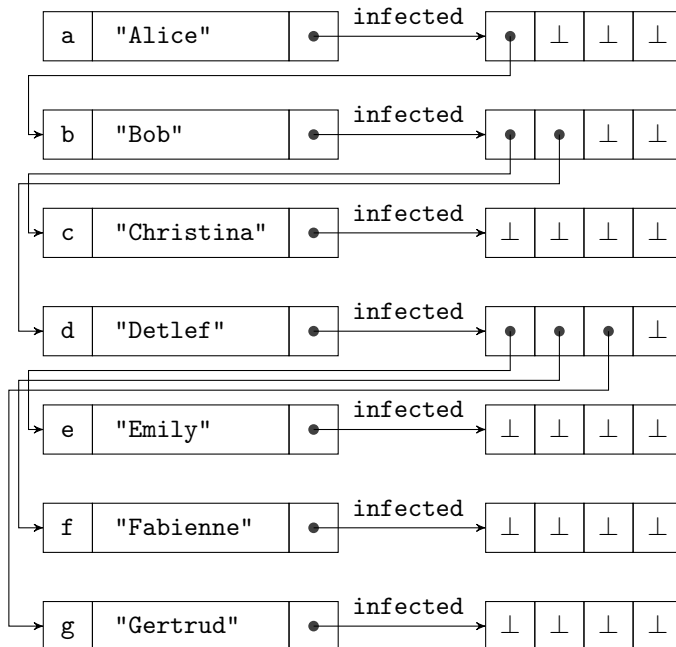 a "Alice" infected ⊥ ⊥ ⊥
b "Bob" infected ⊥ ⊥
c "Christina" infected ⊥ ⊥ ⊥ ⊥
d "Detlef" infected ⊥
e "Emily" infected ⊥ ⊥ ⊥ ⊥
f "Fabienne" infected ⊥ ⊥ ⊥ ⊥
g "Gertrud" infected ⊥ ⊥ ⊥ ⊥